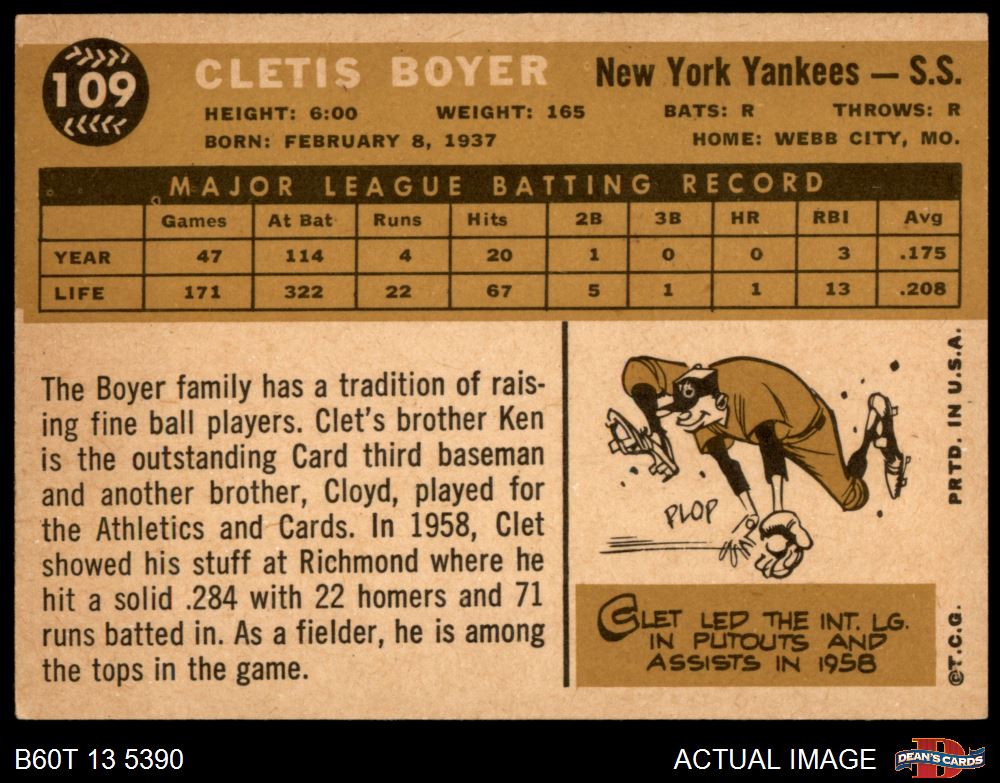 109
CLETIS BOYER
New York Yankees — S.S.
HEIGHT: 6:00 WEIGHT: 165 BATS: R THROWS: R
BORN: FEBRUARY 8, 1937 HOME: WEBB CITY, MO.
MAJOR LEAGUE BATTING RECORD
Games At Bat Runs Hits 2B 3B HR RBI Avg
YEAR 47 114 4 20 1 0 0 3 .175
LIFE 171 322 22 67 5 1 1 13 .208
The Boyer family has a tradition of rais-
ing fine ball players. Clet's brother Ken
is the outstanding Card third baseman
and another brother, Cloyd, played for
the Athletics and Cards. In 1958, Clet
showed his stuff at Richmond where he
hit a solid .284 with 22 homers and 71
runs batted in. As a fielder, he is among
the tops in the game.
PLOP
CLET LED THE INT. LG.
IN PUTOUTS AND
ASSISTS IN 1958
©T.C.G. PRTD. IN U.S.A.
B60T 13 5390
ACTUAL IMAGE
DEAN'S CARDS